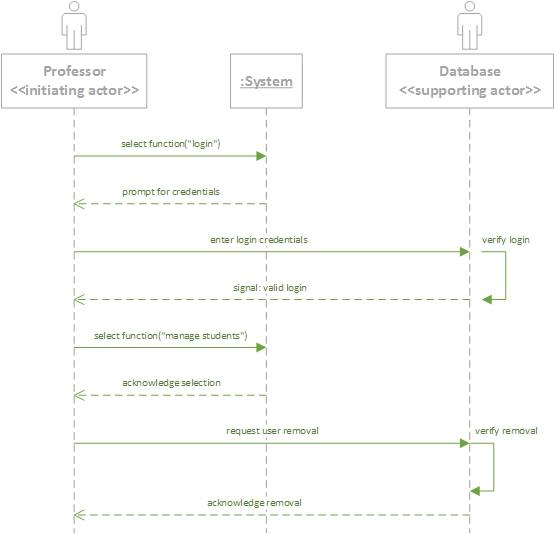 Professor
<<initiating actor>>
:System
Database
<<supporting actor>>
select function("login")
prompt for credentials
enter login credentials
verify login
signal: valid login
select function("manage students")
acknowledge selection
request user removal
verify removal
acknowledge removal